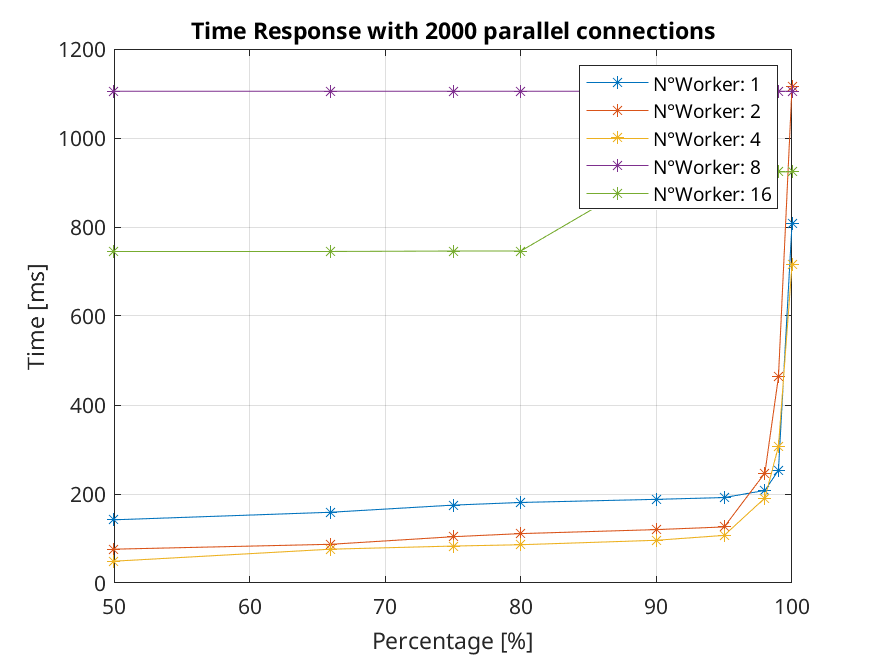 Time Response with 2000 parallel connections
1200
1000
800
600
400
200
0
Time [ms]
N°Worker: 1
N°Worker: 2
N°Worker: 4
N°Worker: 8
N°Worker: 16
50
60
70
80
90
100
Percentage [%]